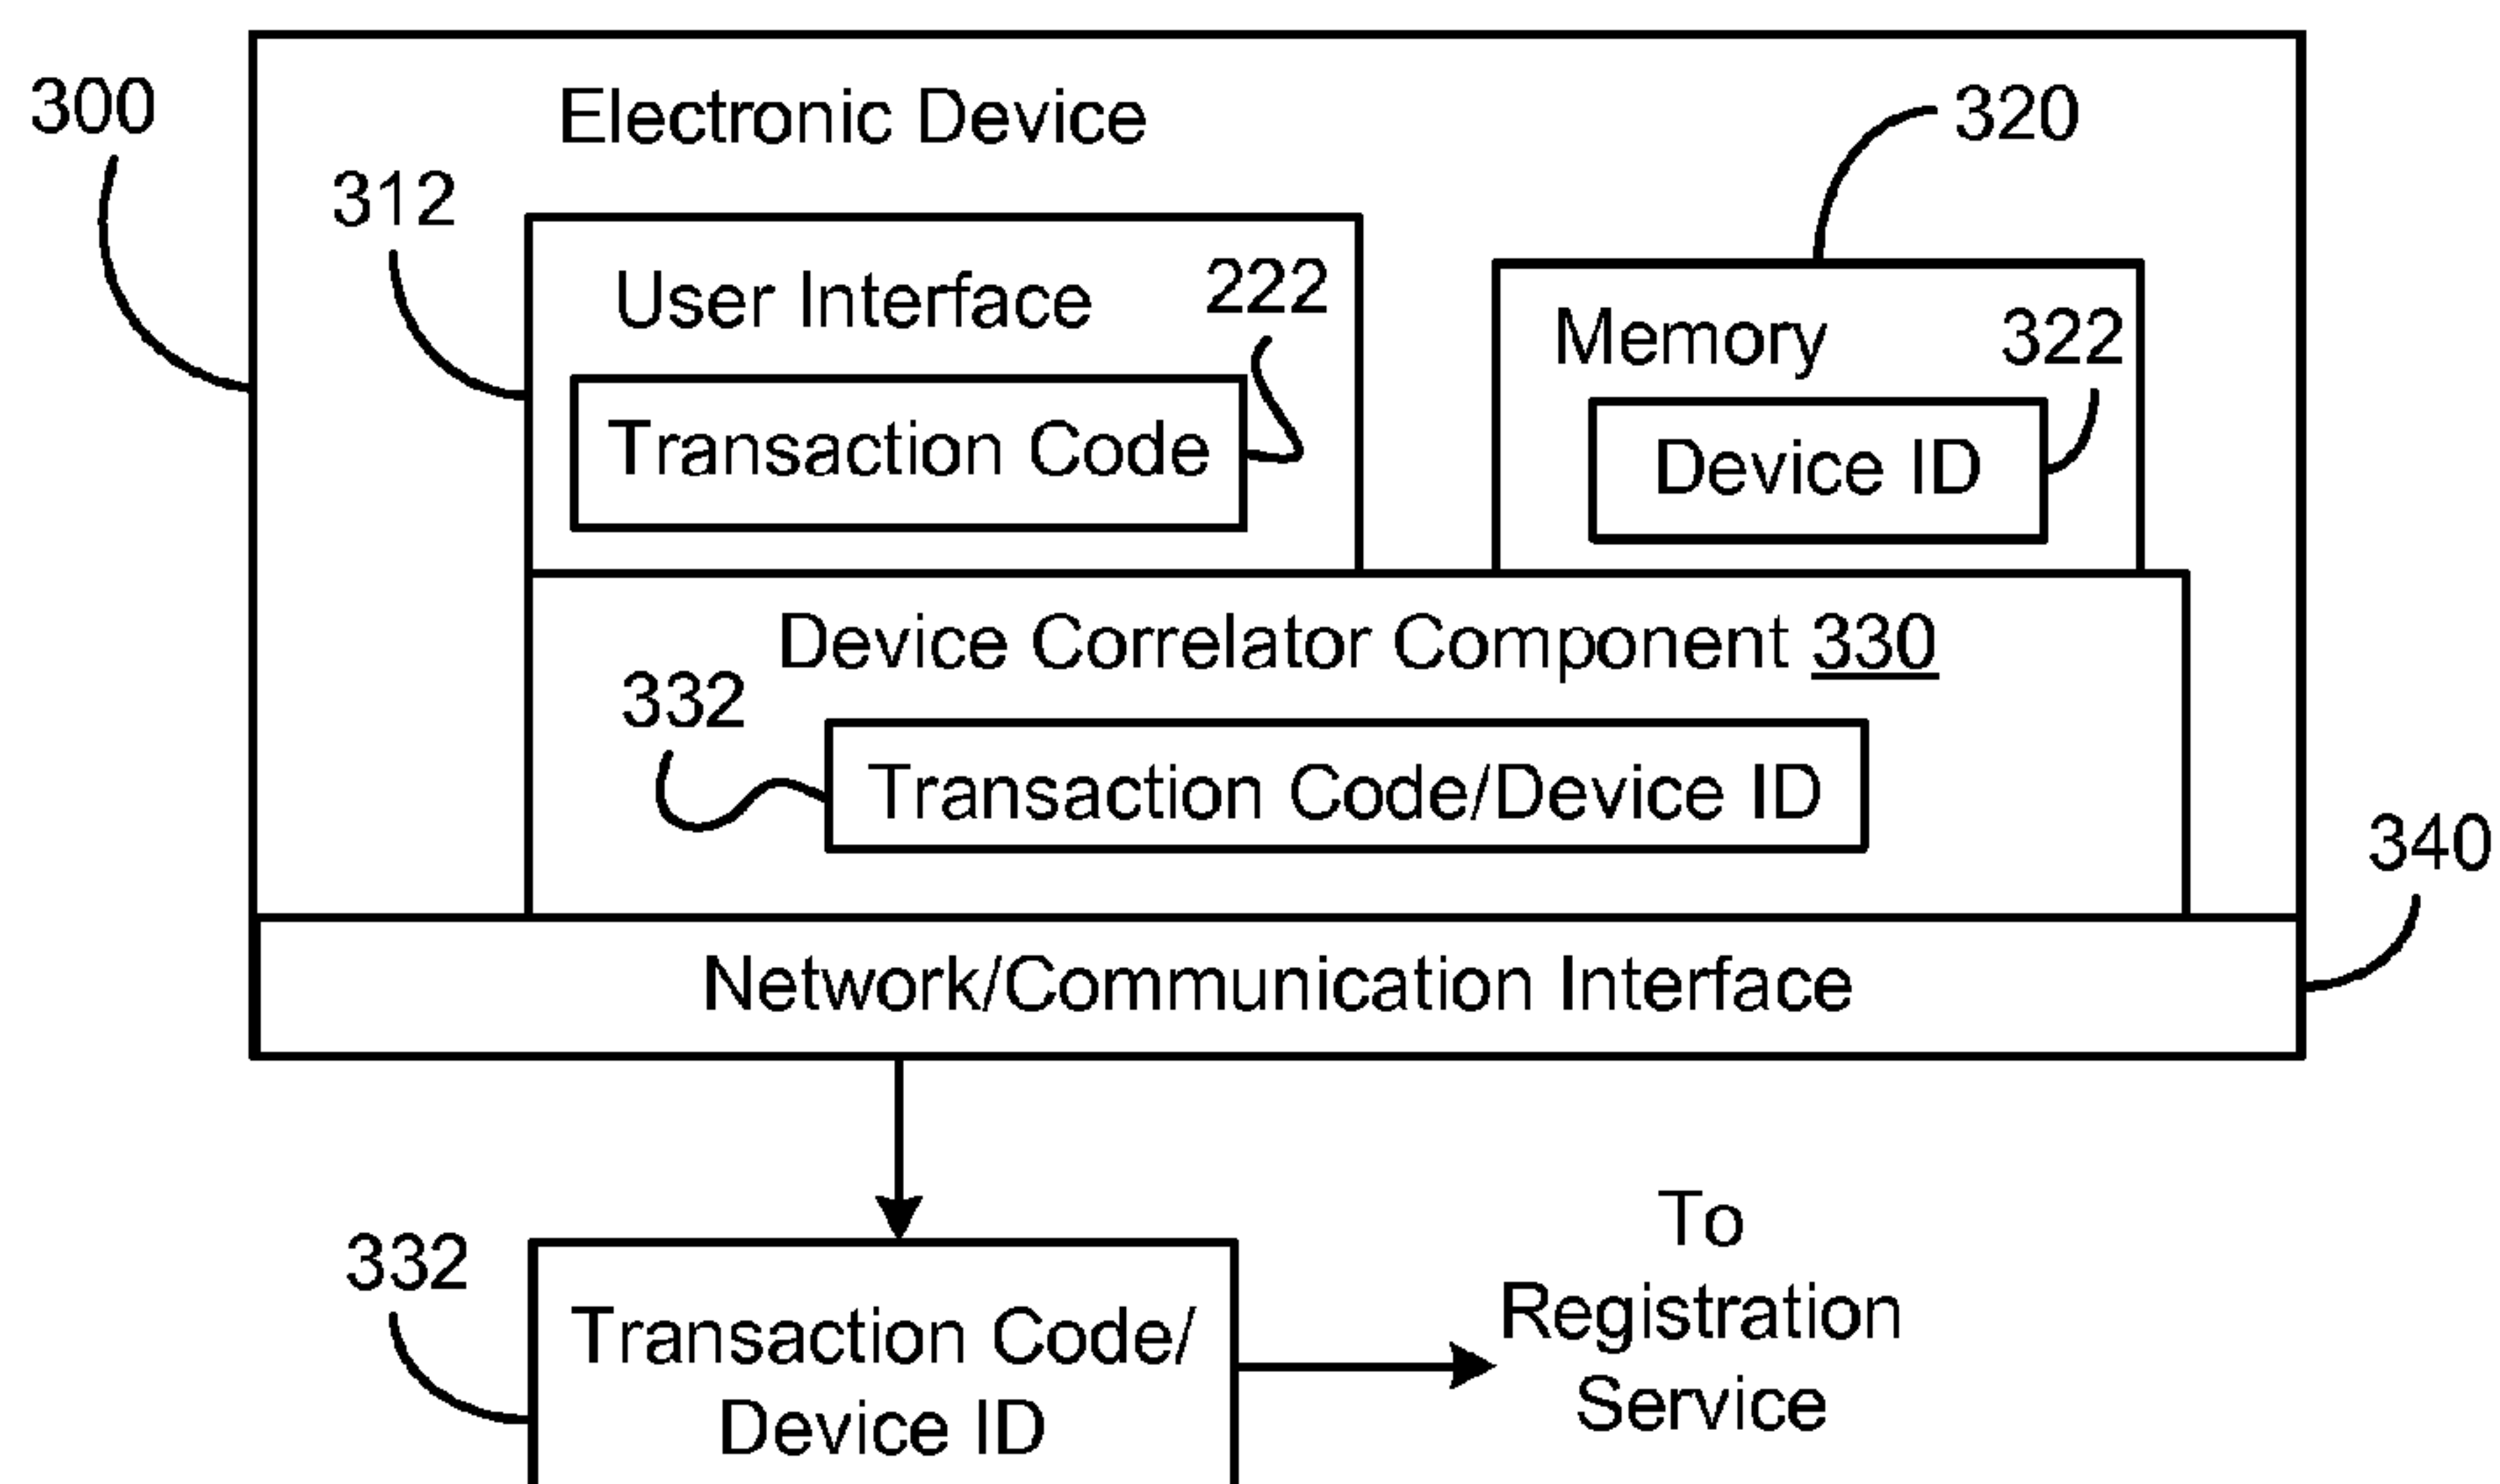 300
Electronic Device
320
312
User Interface
222
Memory
322
Transaction Code
Device ID
Device Correlator Component 330
332
Transaction Code/Device ID
340
Network/Communication Interface
332
Transaction Code/
Device ID
To
Registration
Service